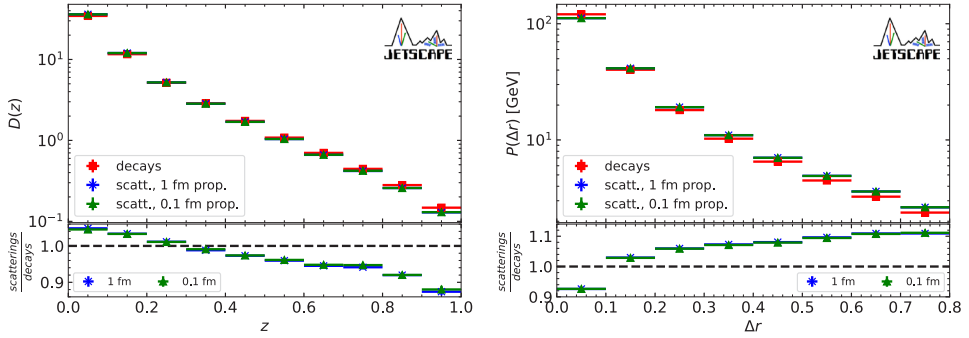 10^1
10^0
10^-1
D(z)
JETSCAPE
decays
scatt., 1 fm prop.
scatt., 0.1 fm prop.
1.0
0.9
scatterings
decays
1 fm
0.1 fm
0.0 0.2 0.4 0.6 0.8 1.0
z
10^2
10^1
P(Δr) [GeV]
JETSCAPE
decays
scatt., 1 fm prop.
scatt., 0.1 fm prop.
1.1
1.0
0.9
scatterings
decays
1 fm
0.1 fm
0.0 0.1 0.2 0.3 0.4 0.5 0.6 0.7 0.8
Δr